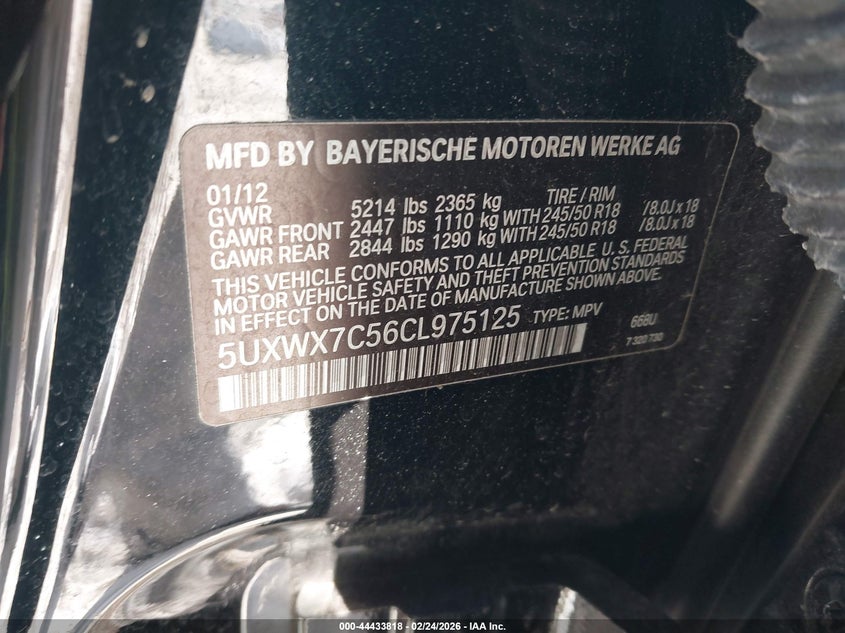 MFD BY BAYERISCHE MOTOREN WERKE AG
01/12 TIRE / RIM
GVWR 5214 lbs 2365 kg
GAWR FRONT 2447 lbs 1110 kg WITH 245/50 R18 /8.0J x 18
GAWR REAR 2844 lbs 1290 kg WITH 245/50 R18 /8.0J x 18
THIS VEHICLE CONFORMS TO ALL APPLICABLE U.S. FEDERAL
MOTOR VEHICLE SAFETY AND THEFT PREVENTION STANDARDS
IN EFFECT ON THE DATE OF MANUFACTURE SHOWN ABOVE.
5UXWX7C56CL975125 TYPE: MPV 668U
7 320 730
000-44433818 - 02/24/2026 - IAA Inc.